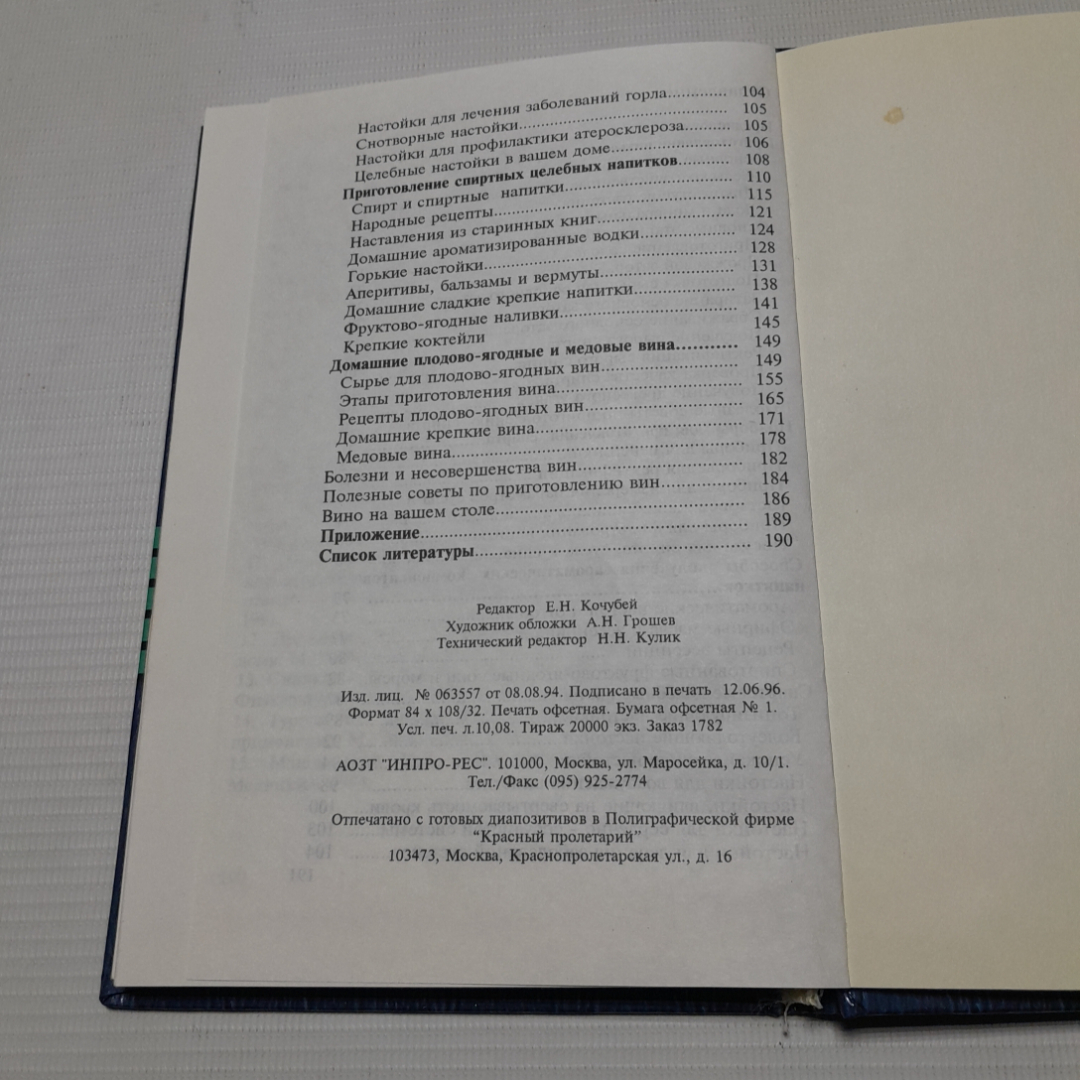 Настойки для лечения заболеваний горла............. 104
Снотворные настойки............. 105
Настойки для профилактики атеросклероза.......... 105
Целебные настойки в вашем доме............. 106
Приготовление спиртных целебных напитков.......... 108
Спирт и спиртные напитки............. 110
Народные рецепты............. 115
Наставления из старинных книг............. 121
Домашние ароматизированные водки............. 124
Горькие настойки............. 128
Аперитивы, бальзамы и вермуты............. 131
Домашние сладкие крепкие напитки............. 138
Фруктово-ягодные наливки............. 141
Крепкие коктейли 145
Домашние плодово-ягодные и медовые вина........... 149
Сырье для плодово-ягодных вин............. 149
Этапы приготовления вина............. 155
Рецепты плодово-ягодных вин............. 165
Домашние крепкие вина............. 171
Медовые вина............. 178
Болезни и несовершенства вин............. 182
Полезные советы по приготовлению вин............. 184
Вино на вашем столе............. 186
Приложение............. 189
Список литературы............. 190
Редактор Е.Н. Кочубей
Художник обложки А.Н. Грошев
Технический редактор Н.Н. Кулик
Изд. лиц. № 063557 от 08.08.94. Подписано в печать 12.06.96.
Формат 84 х 108/32. Печать офсетная. Бумага офсетная № 1.
Усл. печ. л.10,08. Тираж 20000 экз. Заказ 1782
АОЗТ "ИНПРО-РЕС". 101000, Москва, ул. Маросейка, д. 10/1.
Тел./Факс (095) 925-2774
Отпечатано с готовых диапозитивов в Полиграфической фирме
“Красный пролетарий”
103473, Москва, Краснопролетарская ул., д. 16